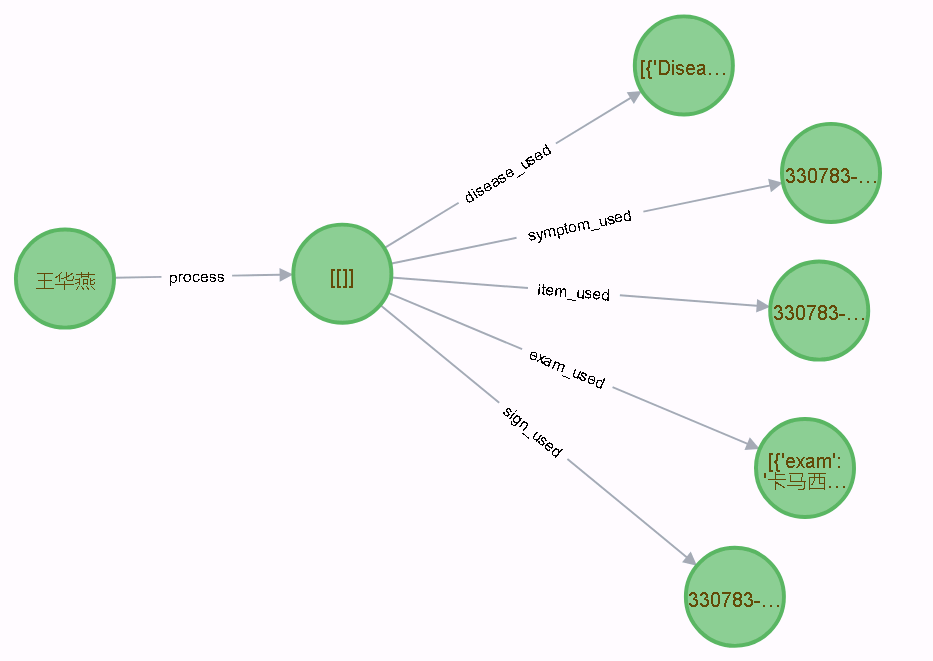 王华燕
process
[[]]
disease_used
[{'Disea…
symptom_used
330783-…
item_used
330783-…
exam_used
[{'exam':
'卡马西…
sign_used
330783-…